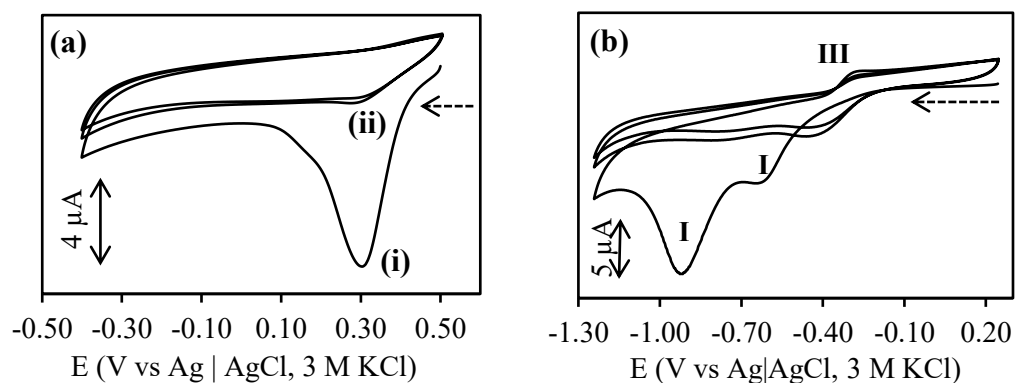 (a)
(ii)
4 µA
(i)
-0.50 -0.30 -0.10 0.10 0.30 0.50
E (V vs Ag | AgCl, 3 M KCl)
(b)
III
I
I
5 µA
-1.30 -1.00 -0.70 -0.40 -0.10 0.20
E (V vs Ag|AgCl, 3 M KCl)